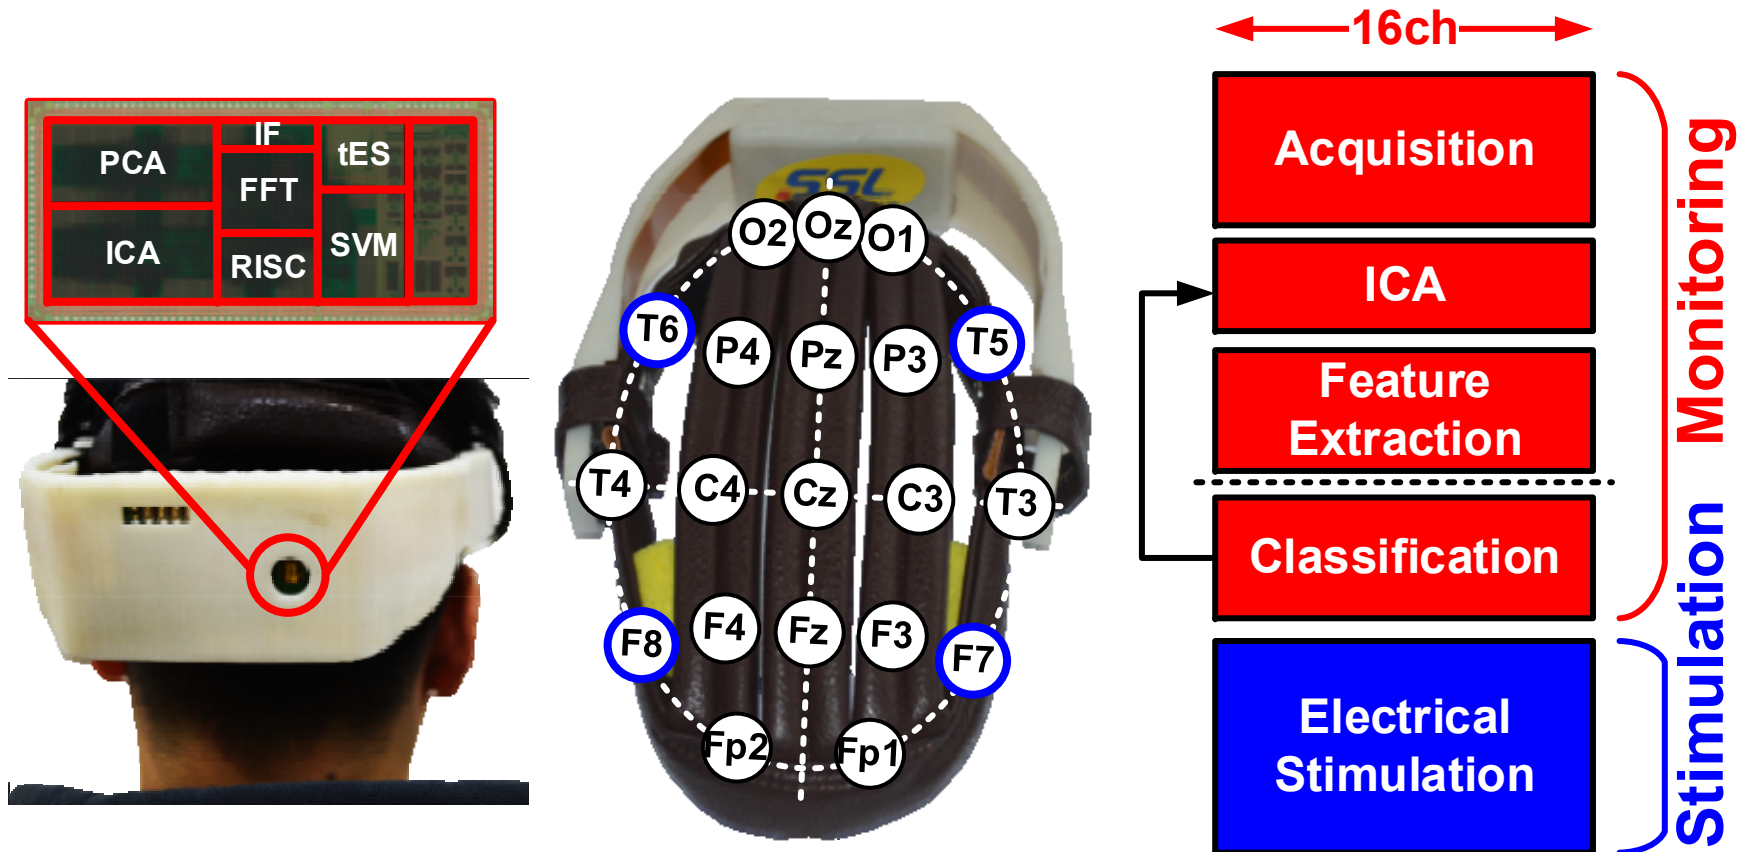 16ch
PCA
IF
tES
FFT
ICA
SVM
RISC
SSL
O2 Oz O1
T6 P4 Pz P3 T5
T4 C4 Cz C3 T3
F8 F4 Fz F3 F7
Fp2 Fp1
Acquisition
ICA
Feature
Extraction
Classification
Electrical
Stimulation
Monitoring
Stimulation